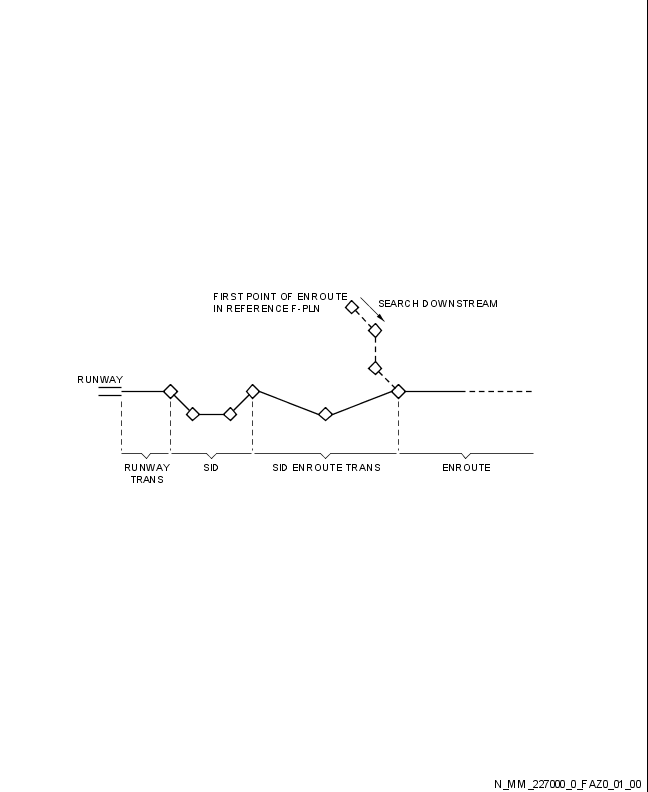 FIRST POINT OF ENROUTE
IN REFERENCE F-PLN
SEARCH DOWNSTREAM
RUNWAY
RUNWAY
TRANS
SID
SID ENROUTE TRANS
ENROUTE
N_MM_227000_0_FAZ0_01_00